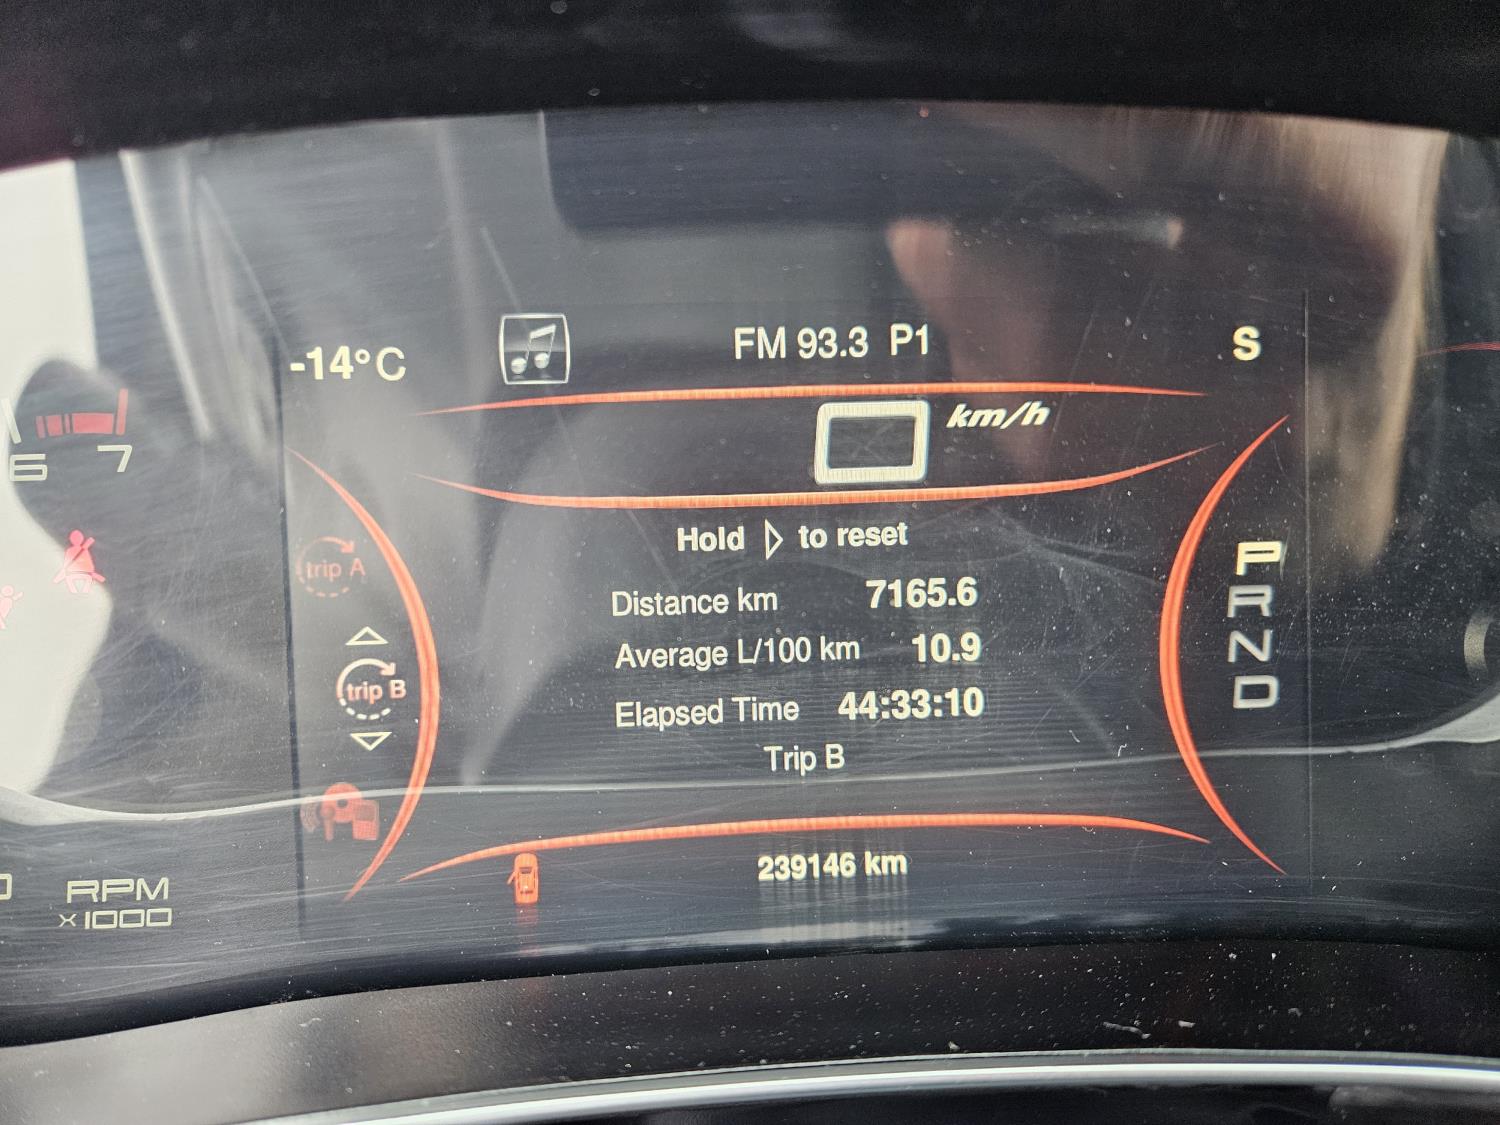 -14°C FM 93.3 P1 S
0 km/h
6 7
Hold ▷ to reset
trip A
Distance km 7165.6
Average L/100 km 10.9
trip B
Elapsed Time 44:33:10
Trip B
P
R
N
D
239146 km
RPM
x1000